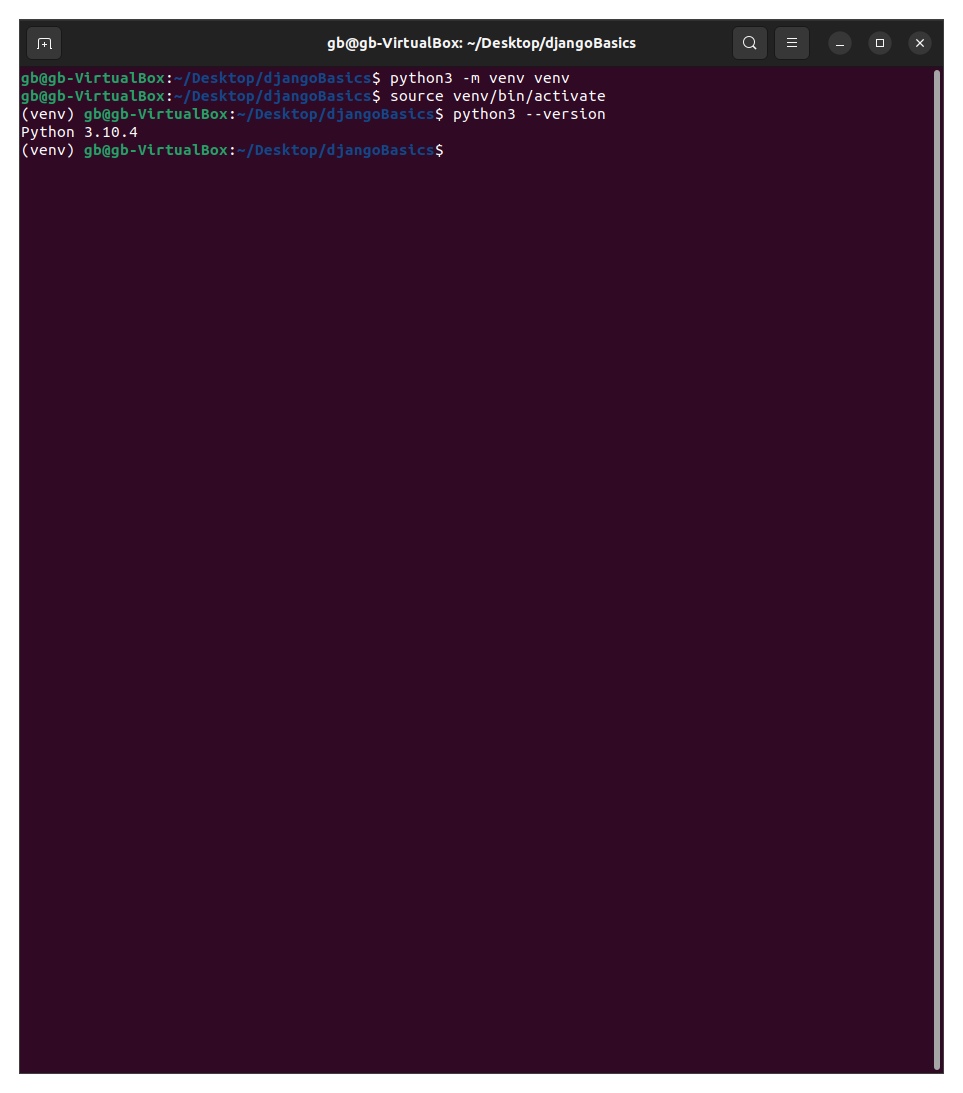 gb@gb-VirtualBox: ~/Desktop/djangoBasics
gb@gb-VirtualBox:~/Desktop/djangoBasics$ python3 -m venv venv
gb@gb-VirtualBox:~/Desktop/djangoBasics$ source venv/bin/activate
(venv) gb@gb-VirtualBox:~/Desktop/djangoBasics$ python3 --version
Python 3.10.4
(venv) gb@gb-VirtualBox:~/Desktop/djangoBasics$